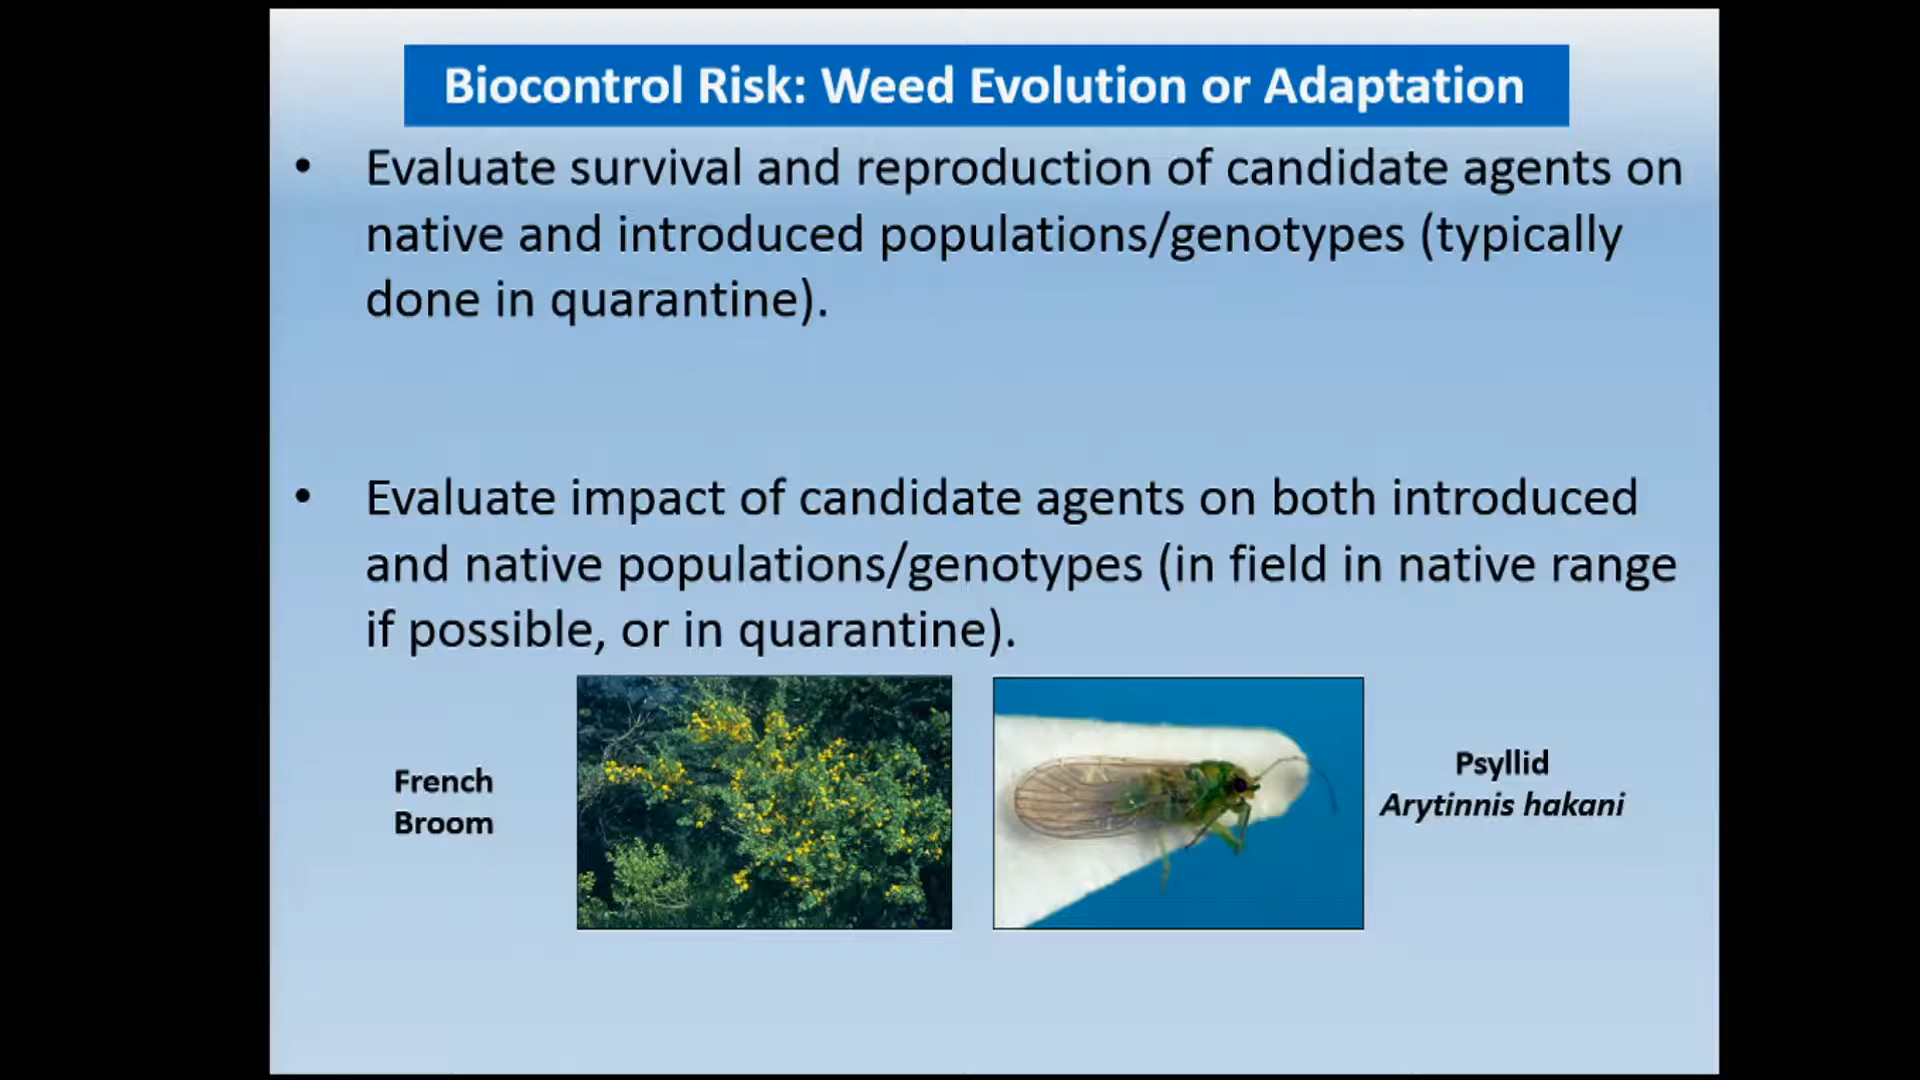 Biocontrol Risk: Weed Evolution or Adaptation
• Evaluate survival and reproduction of candidate agents on
native and introduced populations/genotypes (typically
done in quarantine).
• Evaluate impact of candidate agents on both introduced
and native populations/genotypes (in field in native range
if possible, or in quarantine).
French
Broom
Psyllid
Arytinnis hakani